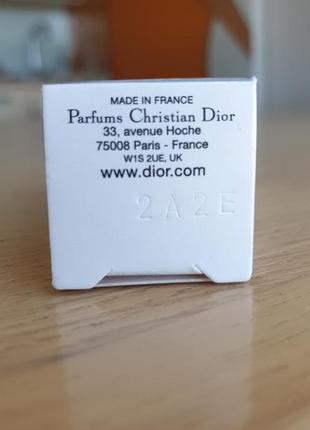 MADE IN FRANCE
Parfums Christian Dior
33, avenue Hoche
75008 Paris - France
W1S 2UE, UK
www.dior.com
2A2E